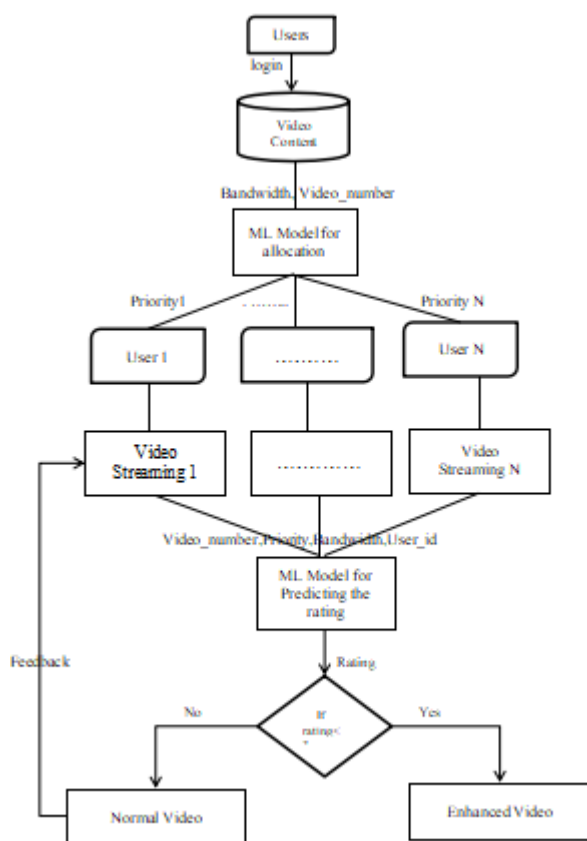 Users
login
Video
Content
Bandwidth, Video_number
ML Model for
allocation
Priority1
..........
Priority N
User 1
..............
User N
Video
Streaming 1
..............
Video
Streaming N
Video_number,Priority,Bandwidth,User_id
ML Model for
Predicting the
rating
Rating
Feedback
No
If
rating<
Yes
Normal Video
Enhanced Video